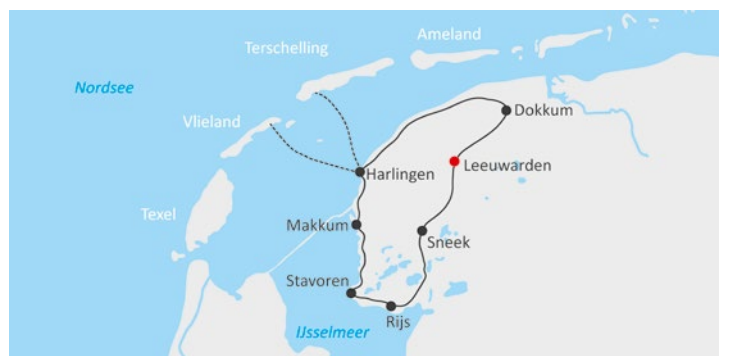 Ameland
Terschelling
Nordsee
Dokkum
Vlieland
Leeuwarden
Harlingen
Texel
Makkum
Sneek
Stavoren
Rijs
IJsselmeer